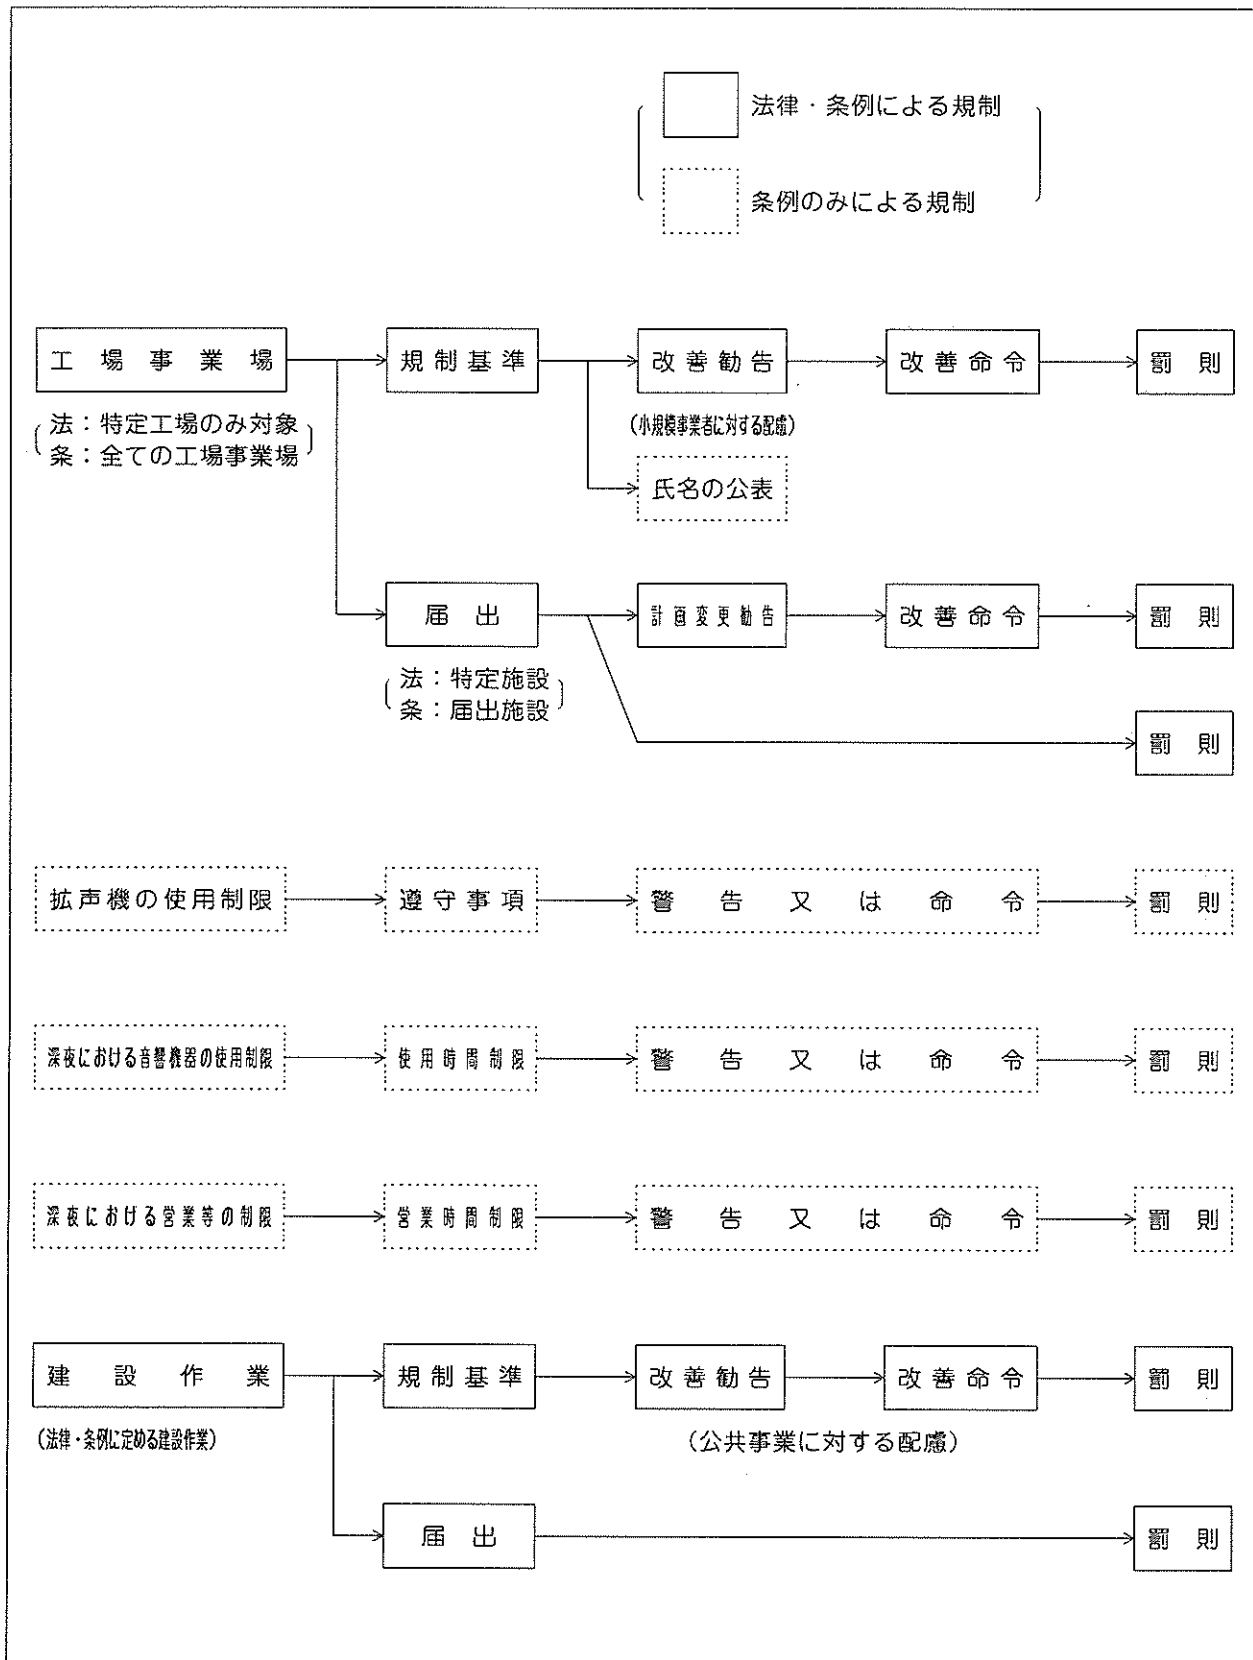 法律・条例による規制
条例のみによる規制
工場事業場
規制基準
改善勧告
改善命令
罰則
法：特定工場のみ対象
条：全ての工場事業場
(小規模事業者に対する配慮)
氏名の公表
届出
計画変更勧告
改善命令
罰則
法：特定施設
条：届出施設
罰則
拡声機の使用制限
遵守事項
警告又は命令
罰則
深夜における音響機器の使用制限
使用時間制限
警告又は命令
罰則
深夜における営業等の制限
営業時間制限
警告又は命令
罰則
建設作業
規制基準
改善勧告
改善命令
罰則
(法律・条例に定める建設作業)
(公共事業に対する配慮)
届出
罰則